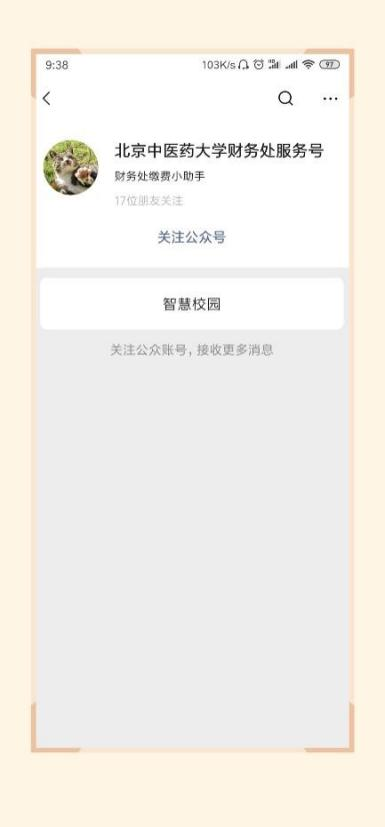 9:38
103K/s
97
北京中医药大学财务处服务号
财务处缴费小助手
17位朋友关注
关注公众号
智慧校园
关注公众账号，接收更多消息